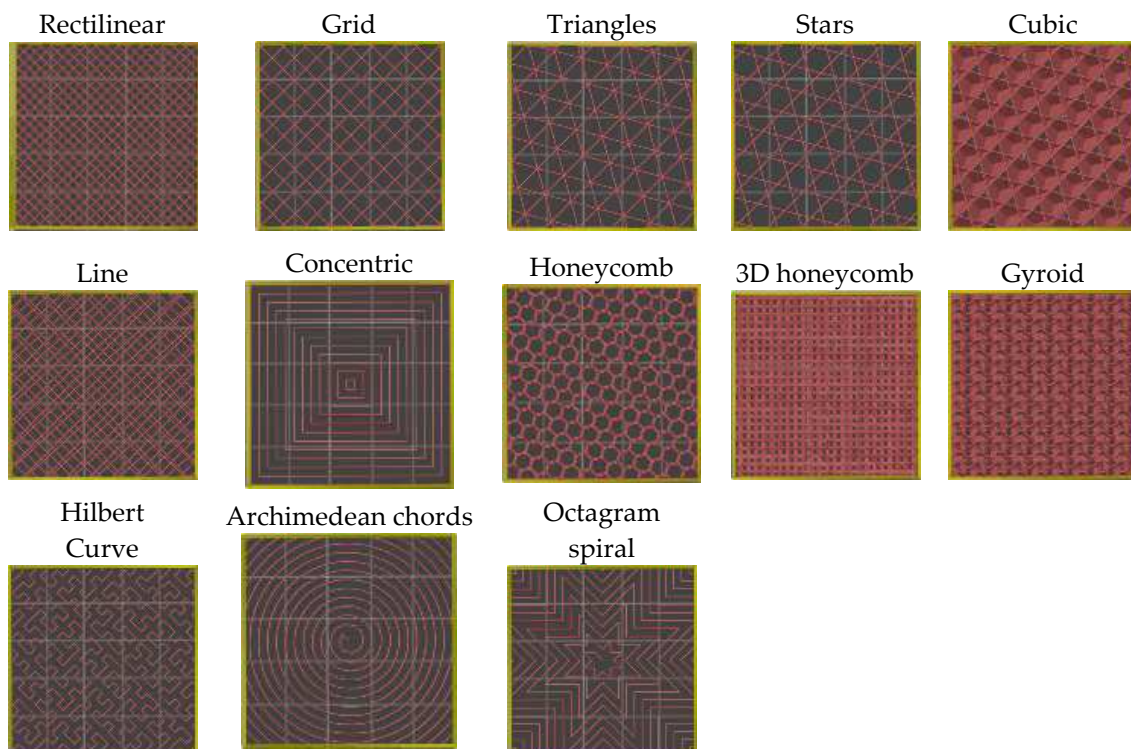 Rectilinear
Grid
Triangles
Stars
Cubic
Line
Concentric
Honeycomb
3D honeycomb
Gyroid
Hilbert
Curve
Archimedean chords
Octagram
spiral